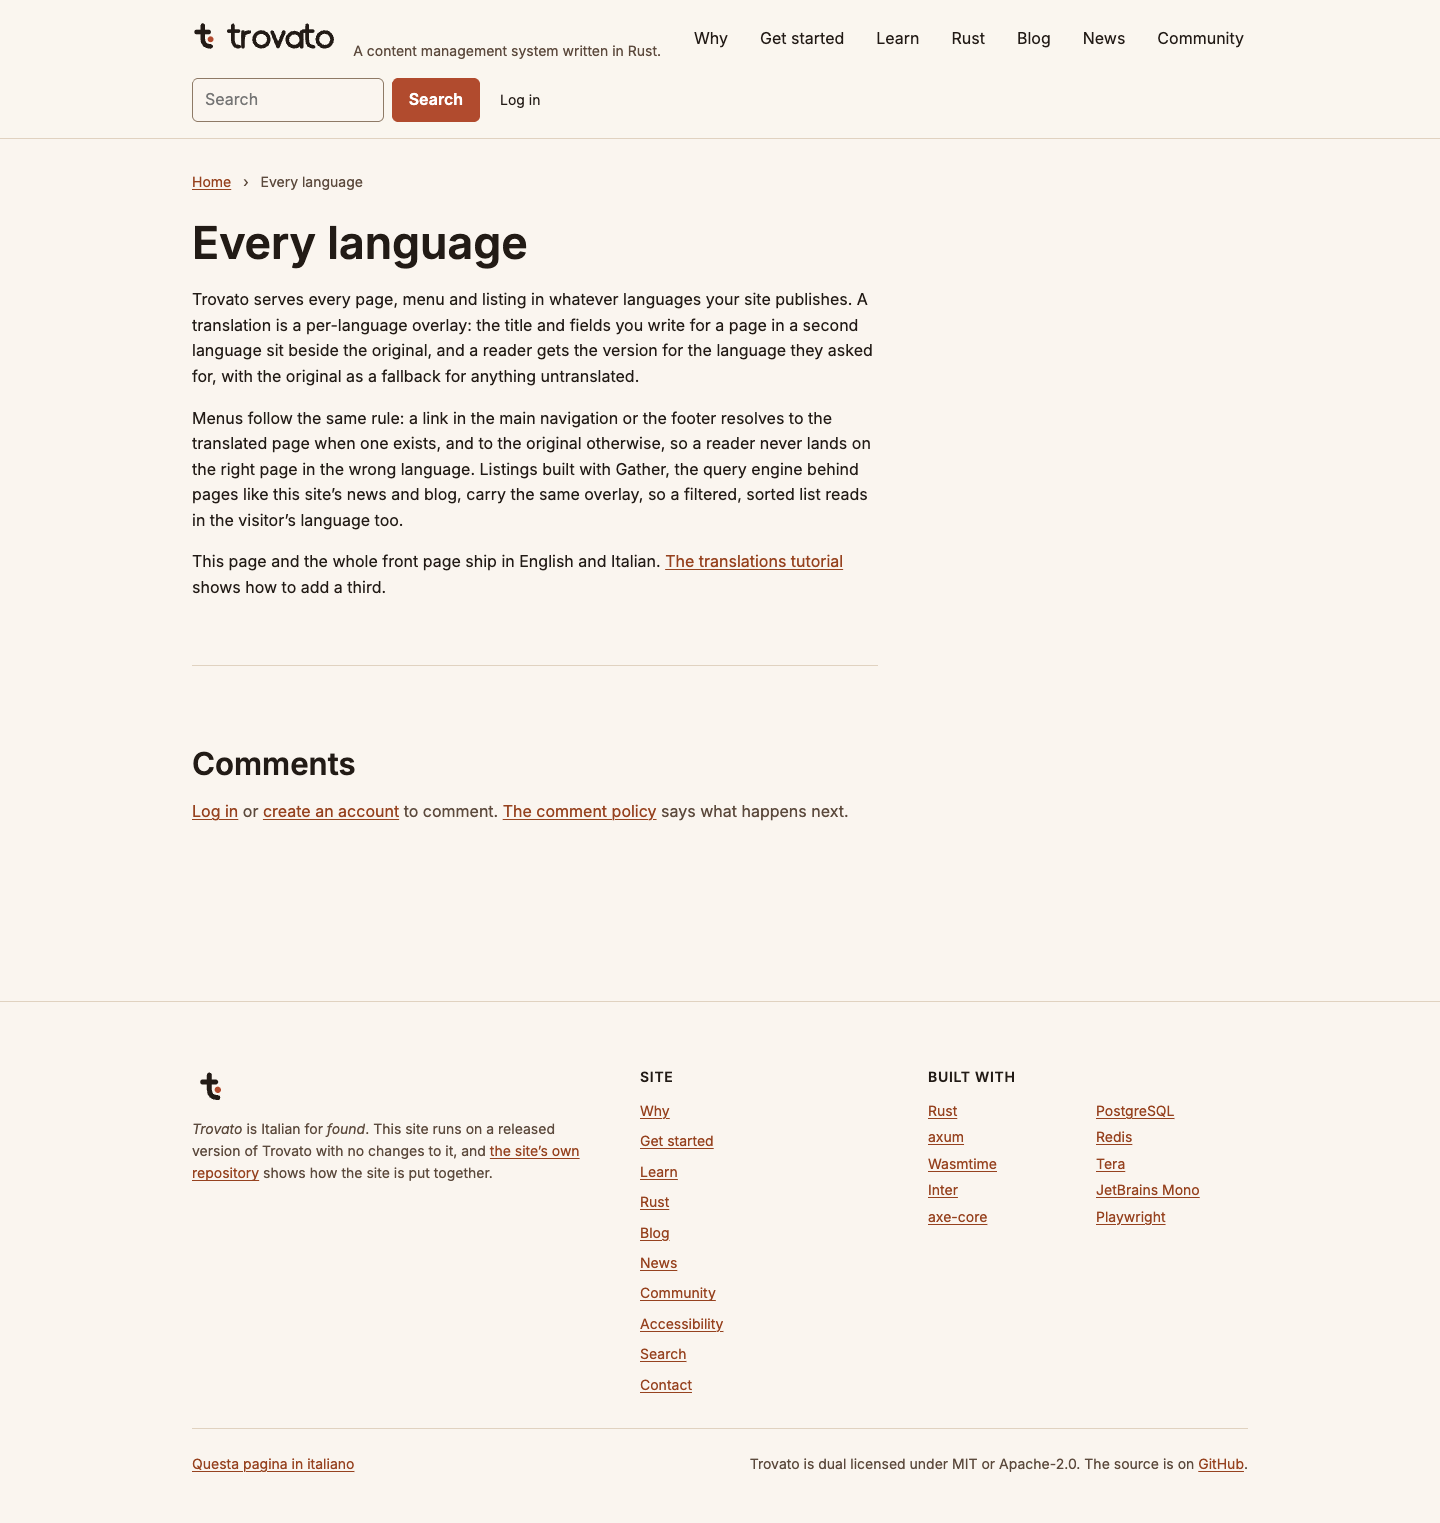 trovato
A content management system written in Rust.
Why
Get started
Learn
Rust
Blog
News
Community
Search
Search
Log in
Home › Every language
Every language
Trovato serves every page, menu and listing in whatever languages your site publishes. A
translation is a per-language overlay: the title and fields you write for a page in a second
language sit beside the original, and a reader gets the version for the language they asked
for, with the original as a fallback for anything untranslated.
Menus follow the same rule: a link in the main navigation or the footer resolves to the
translated page when one exists, and to the original otherwise, so a reader never lands on
the right page in the wrong language. Listings built with Gather, the query engine behind
pages like this site’s news and blog, carry the same overlay, so a filtered, sorted list reads
in the visitor’s language too.
This page and the whole front page ship in English and Italian. The translations tutorial
shows how to add a third.
Comments
Log in or create an account to comment. The comment policy says what happens next.
Trovato is Italian for found. This site runs on a released
version of Trovato with no changes to it, and the site’s own
repository shows how the site is put together.
SITE
Why
Get started
Learn
Rust
Blog
News
Community
Accessibility
Search
Contact
BUILT WITH
Rust
axum
Wasmtime
Inter
axe-core
PostgreSQL
Redis
Tera
JetBrains Mono
Playwright
Questa pagina in italiano
Trovato is dual licensed under MIT or Apache-2.0. The source is on GitHub.